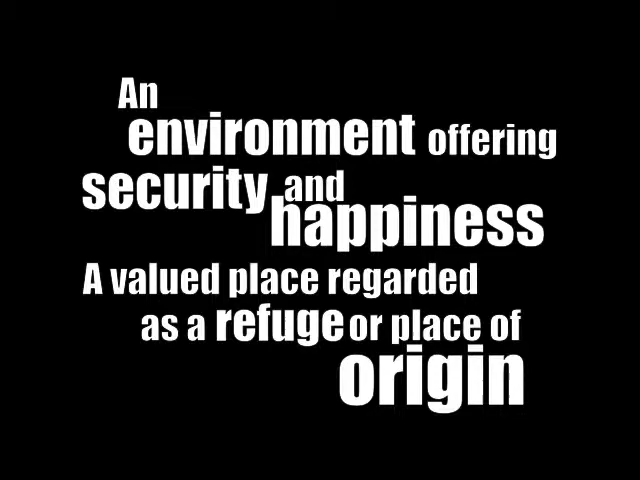 An
environment offering
security and
happiness
A valued place regarded
as a refuge or place of
origin